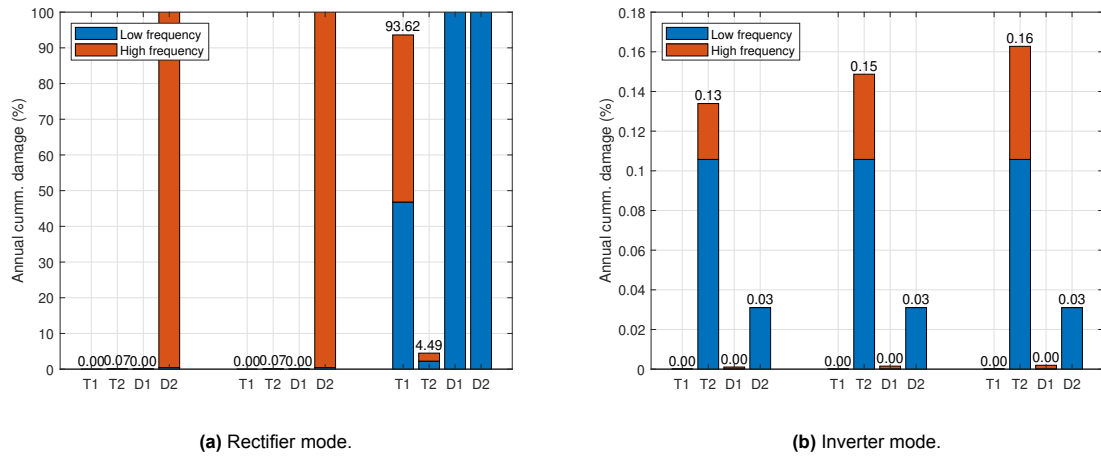 Annual cumm. damage (%)
100
90
80
70
60
50
40
30
20
10
0
Low frequency
High frequency
93.62
0.00 0.07 0.00
0.00 0.07 0.00
4.49
T1 T2 D1 D2
T1 T2 D1 D2
T1 T2 D1 D2
(a) Rectifier mode.
Annual cumm. damage (%)
0.18
0.16
0.14
0.12
0.1
0.08
0.06
0.04
0.02
0
Low frequency
High frequency
0.00 0.13 0.00 0.03
0.00 0.15 0.00 0.03
0.00 0.16 0.00 0.03
T1 T2 D1 D2
T1 T2 D1 D2
T1 T2 D1 D2
(b) Inverter mode.